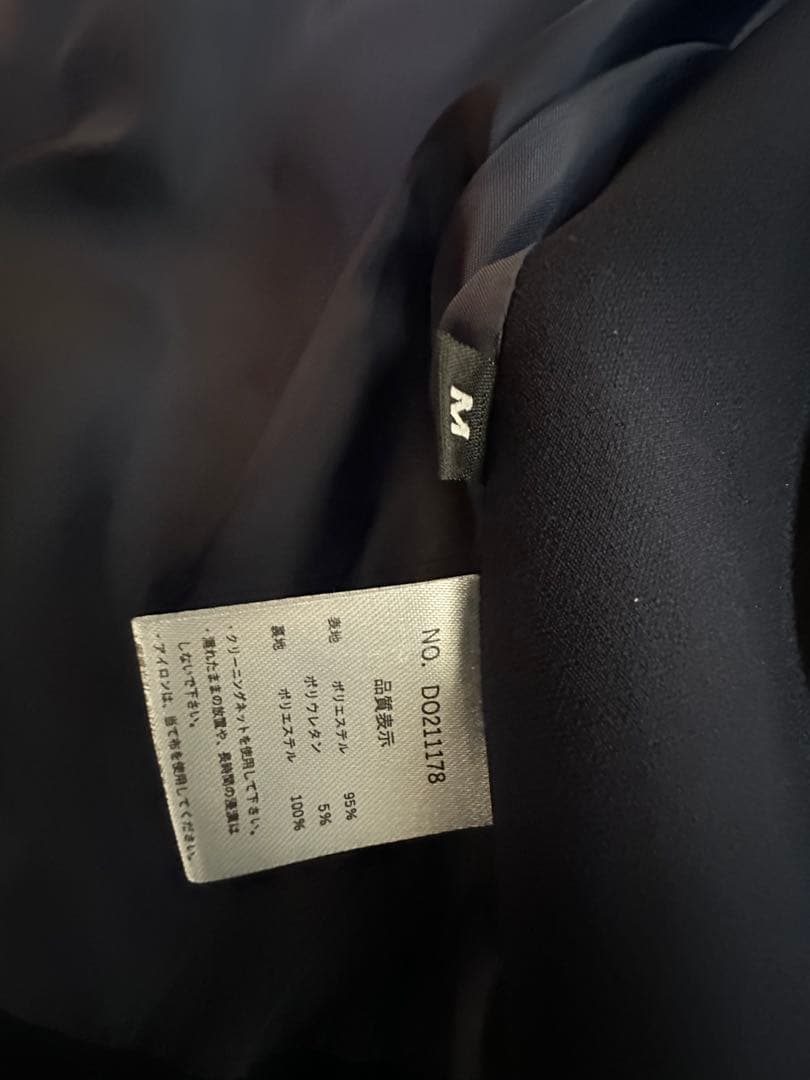 M
NO. DO211178
品質表示
表地 ポリエステル 95%
ポリウレタン 5%
裏地 ポリエステル 100%
・クリーニングネットを使用して下さい。
・濡れたままの放置や、長時間の浸漬は
しないで下さい。
・アイロンは、当て布を使用してください。